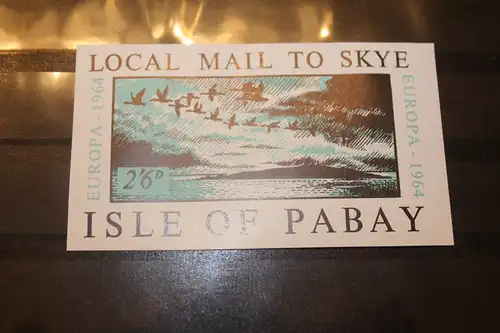 LOCAL MAIL TO SKYE
EUROPA - 1964
EUROPA - 1964
2'6D
ISLE OF PABAY